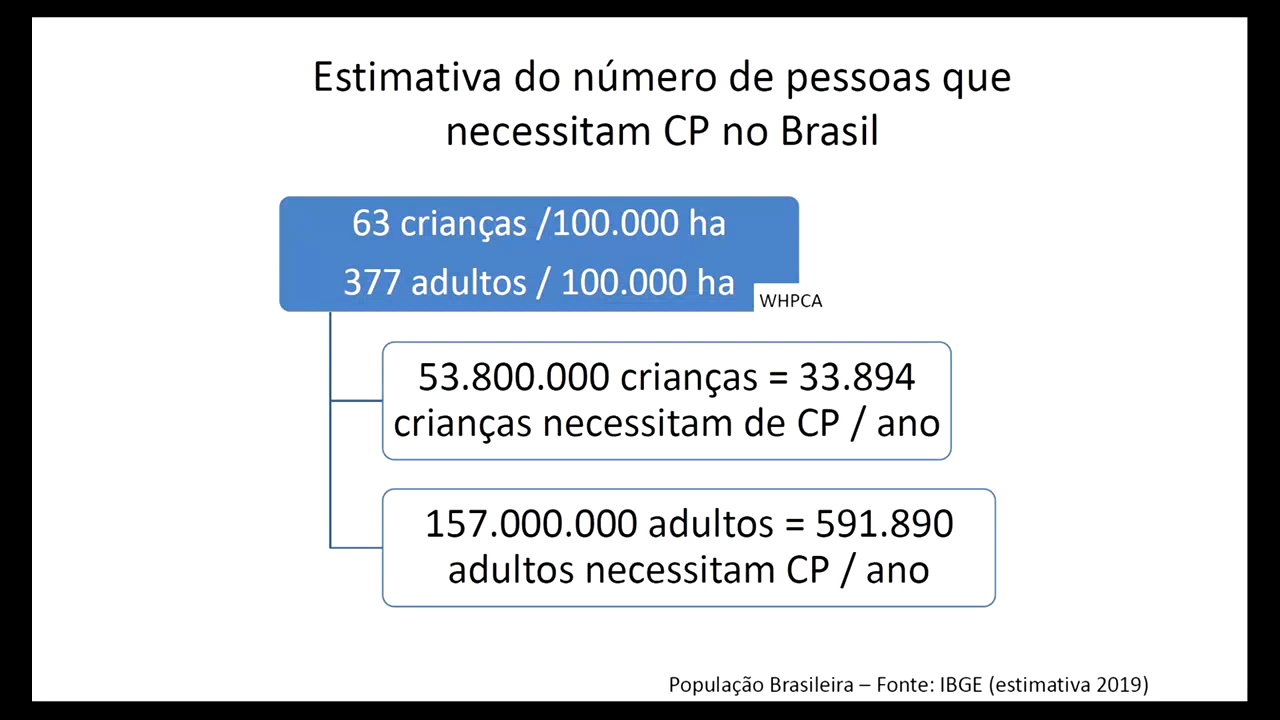 Estimativa do número de pessoas que
necessitam CP no Brasil
63 crianças /100.000 ha
377 adultos / 100.000 ha
WHPCA
53.800.000 crianças = 33.894
crianças necessitam de CP / ano
157.000.000 adultos = 591.890
adultos necessitam CP / ano
População Brasileira – Fonte: IBGE (estimativa 2019)